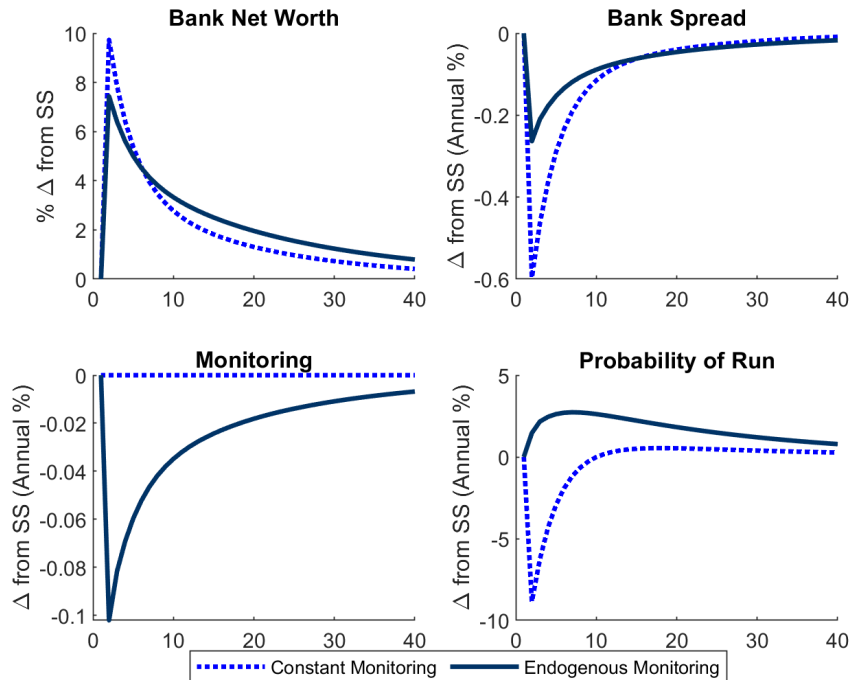 Bank Net Worth
% Δ from SS
10
8
6
4
2
0
0 10 20 30 40
Bank Spread
Δ from SS (Annual %)
0
-0.2
-0.4
-0.6
0 10 20 30 40
Monitoring
Δ from SS (Annual %)
0
-0.02
-0.04
-0.06
-0.08
-0.1
0 10 20 30 40
Probability of Run
Δ from SS (Annual %)
5
0
-5
-10
0 10 20 30 40
Constant Monitoring
Endogenous Monitoring